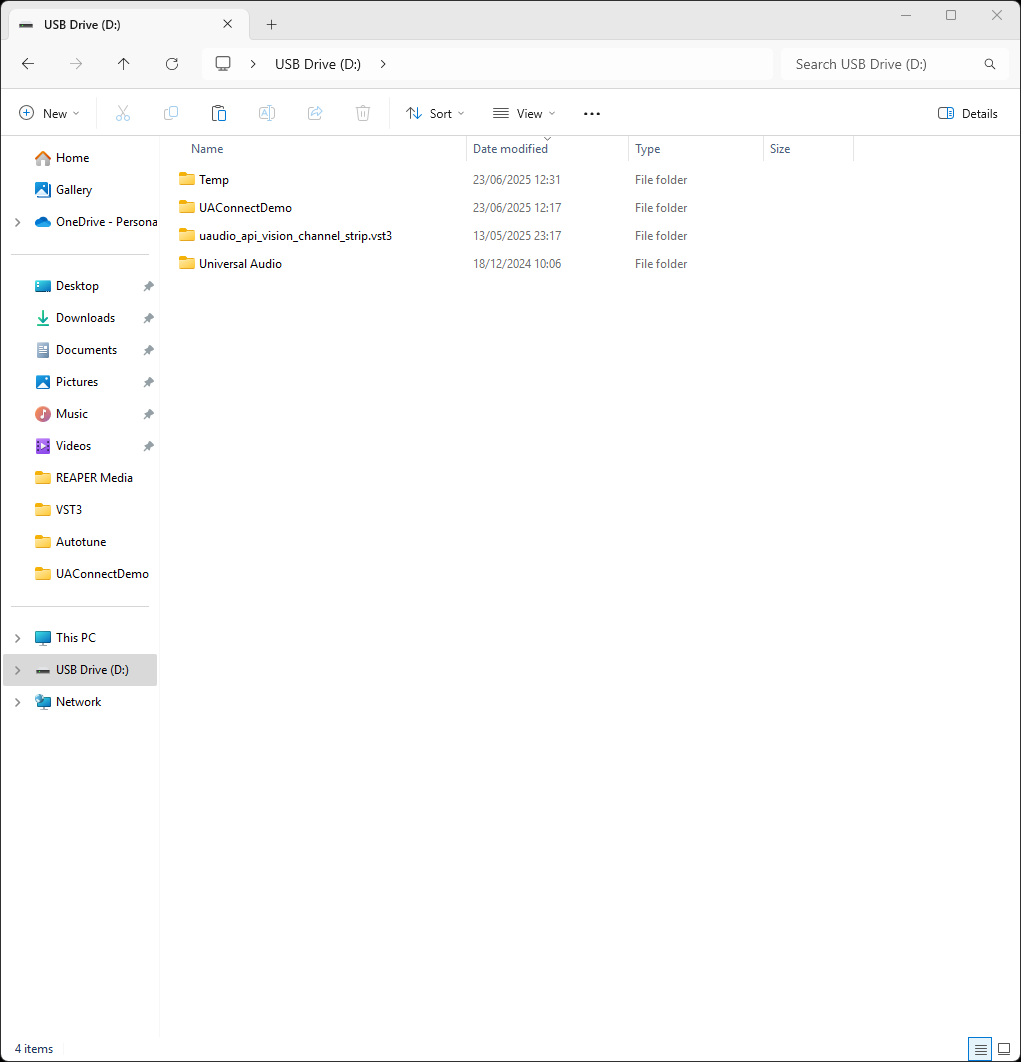 USB Drive (D:)
USB Drive (D:)
Search USB Drive (D:)
New
Sort
View
Details
Name Date modified Type Size
Home
Gallery
OneDrive - Persona
Temp 23/06/2025 12:31 File folder
UAConnectDemo 23/06/2025 12:17 File folder
uaudio_api_vision_channel_strip.vst3 13/05/2025 23:17 File folder
Universal Audio 18/12/2024 10:06 File folder
Desktop
Downloads
Documents
Pictures
Music
Videos
REAPER Media
VST3
Autotune
UAConnectDemo
This PC
USB Drive (D:)
Network
4 items